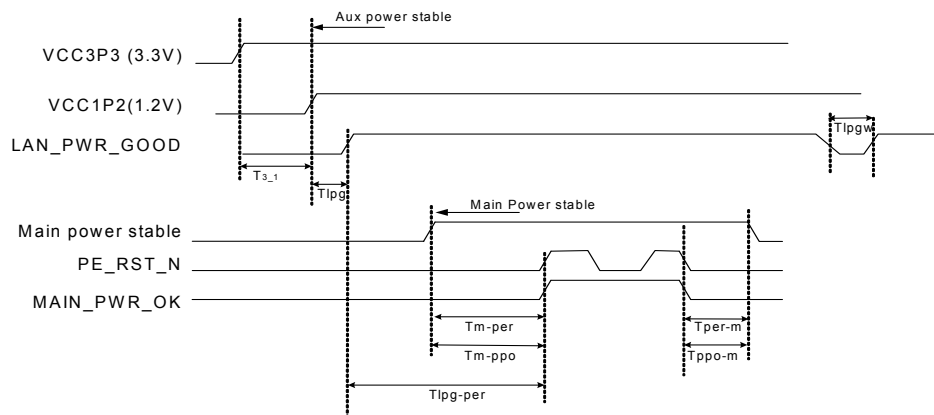 Aux power stable
VCC3P3 (3.3V)
VCC1P2(1.2V)
Tlpgw
LAN_PWR_GOOD
T3_1
Tlpg
Main Power stable
Main power stable
PE_RST_N
MAIN_PWR_OK
Tm-per
Tper-m
Tm-ppo
Tppo-m
Tlpg-per